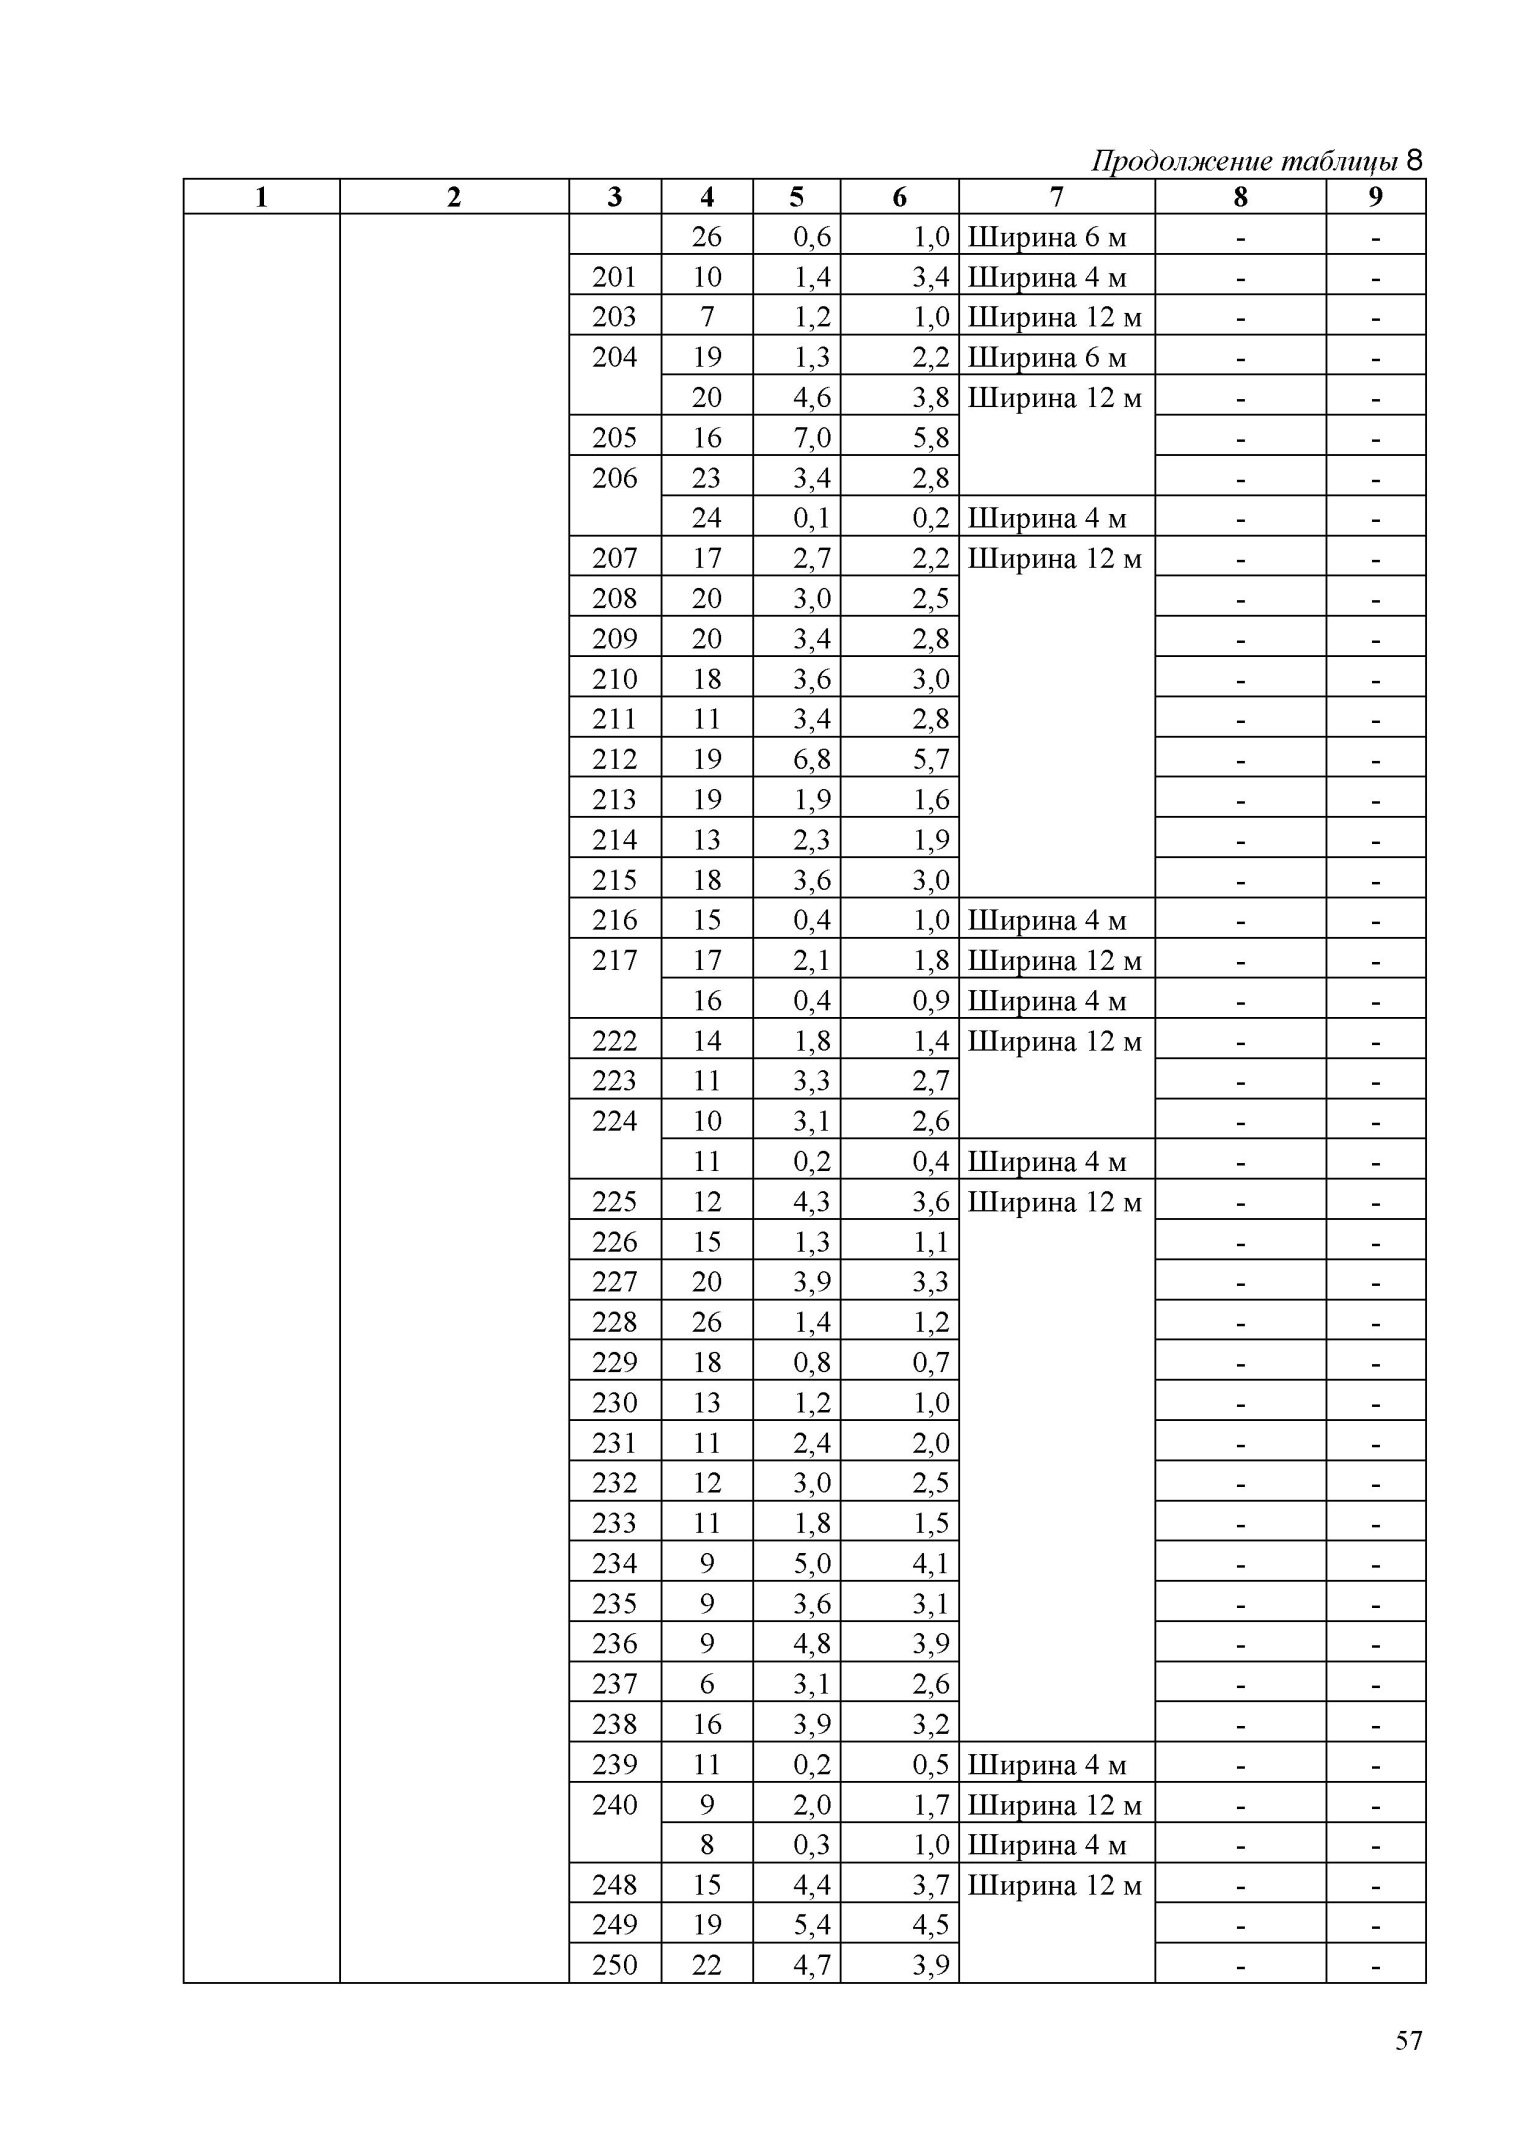 Продолжение таблицы 8
1 2 3 4 5 6 7 8 9
26 0,6 1,0 Ширина 6 м - -
201 10 1,4 3,4 Ширина 4 м - -
203 7 1,2 1,0 Ширина 12 м - -
204 19 1,3 2,2 Ширина 6 м - -
20 4,6 3,8 Ширина 12 м - -
205 16 7,0 5,8 - -
206 23 3,4 2,8 - -
24 0,1 0,2 Ширина 4 м - -
207 17 2,7 2,2 Ширина 12 м - -
208 20 3,0 2,5 - -
209 20 3,4 2,8 - -
210 18 3,6 3,0 - -
211 11 3,4 2,8 - -
212 19 6,8 5,7 - -
213 19 1,9 1,6 - -
214 13 2,3 1,9 - -
215 18 3,6 3,0 - -
216 15 0,4 1,0 Ширина 4 м - -
217 17 2,1 1,8 Ширина 12 м - -
16 0,4 0,9 Ширина 4 м - -
222 14 1,8 1,4 Ширина 12 м - -
223 11 3,3 2,7 - -
224 10 3,1 2,6 - -
11 0,2 0,4 Ширина 4 м - -
225 12 4,3 3,6 Ширина 12 м - -
226 15 1,3 1,1 - -
227 20 3,9 3,3 - -
228 26 1,4 1,2 - -
229 18 0,8 0,7 - -
230 13 1,2 1,0 - -
231 11 2,4 2,0 - -
232 12 3,0 2,5 - -
233 11 1,8 1,5 - -
234 9 5,0 4,1 - -
235 9 3,6 3,1 - -
236 9 4,8 3,9 - -
237 6 3,1 2,6 - -
238 16 3,9 3,2 - -
239 11 0,2 0,5 Ширина 4 м - -
240 9 2,0 1,7 Ширина 12 м - -
8 0,3 1,0 Ширина 4 м - -
248 15 4,4 3,7 Ширина 12 м - -
249 19 5,4 4,5 - -
250 22 4,7 3,9 - -
57